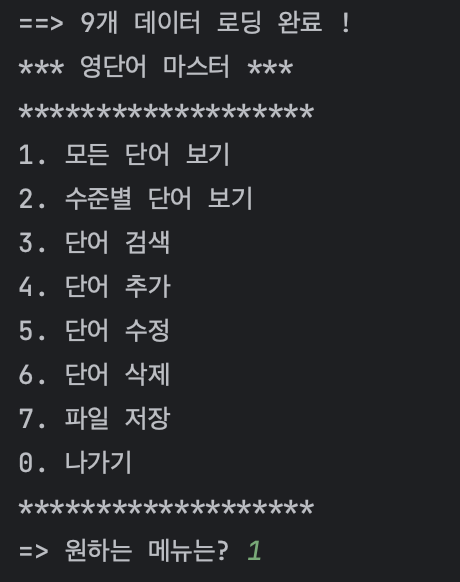 ==> 9개 데이터 로딩 완료 !
*** 영단어 마스터 ***
********************
1. 모든 단어 보기
2. 수준별 단어 보기
3. 단어 검색
4. 단어 추가
5. 단어 수정
6. 단어 삭제
7. 파일 저장
0. 나가기
********************
=> 원하는 메뉴는? 1